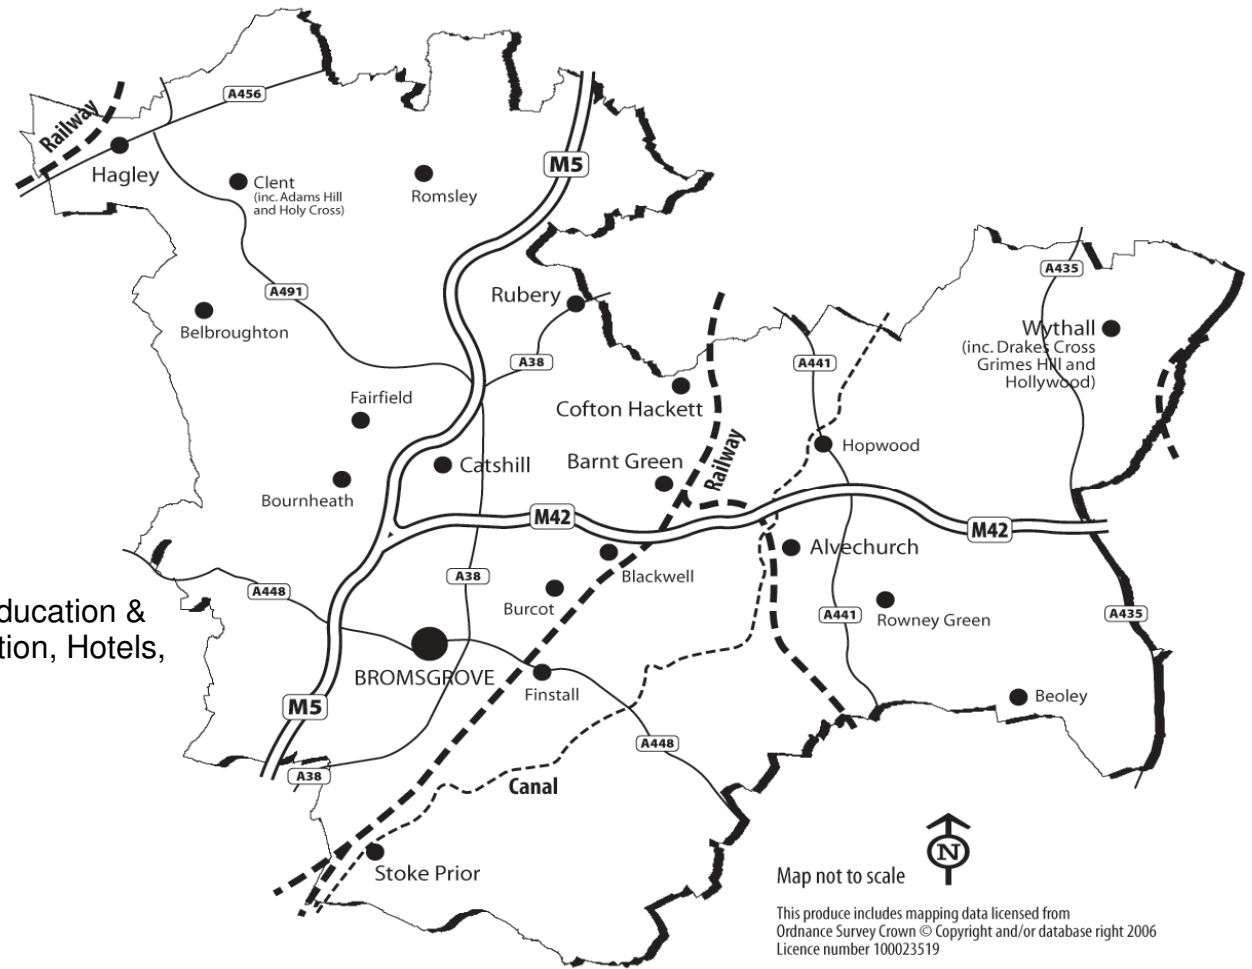 A456
Railway
M5
Hagley
Clent
(inc. Adams Hill
and Holy Cross)
Romsley
A435
A491
Rubery
Belbroughton
Wythall
(inc. Drakes Cross
Grimes Hill and
Hollywood)
A38
A441
Fairfield
Cofton Hackett
Hopwood
Railway
Catshill
Barnt Green
Bournheath
M42
M42
Alvechurch
A38
Blackwell
A448
Burcot
ducation &
tion, Hotels,
A441
Rowney Green
A435
BROMSGROVE
Finstall
Beoley
M5
A448
A38
Canal
Stoke Prior
N
Map not to scale
This produce includes mapping data licensed from
Ordnance Survey Crown © Copyright and/or database right 2006
Licence number 100023519